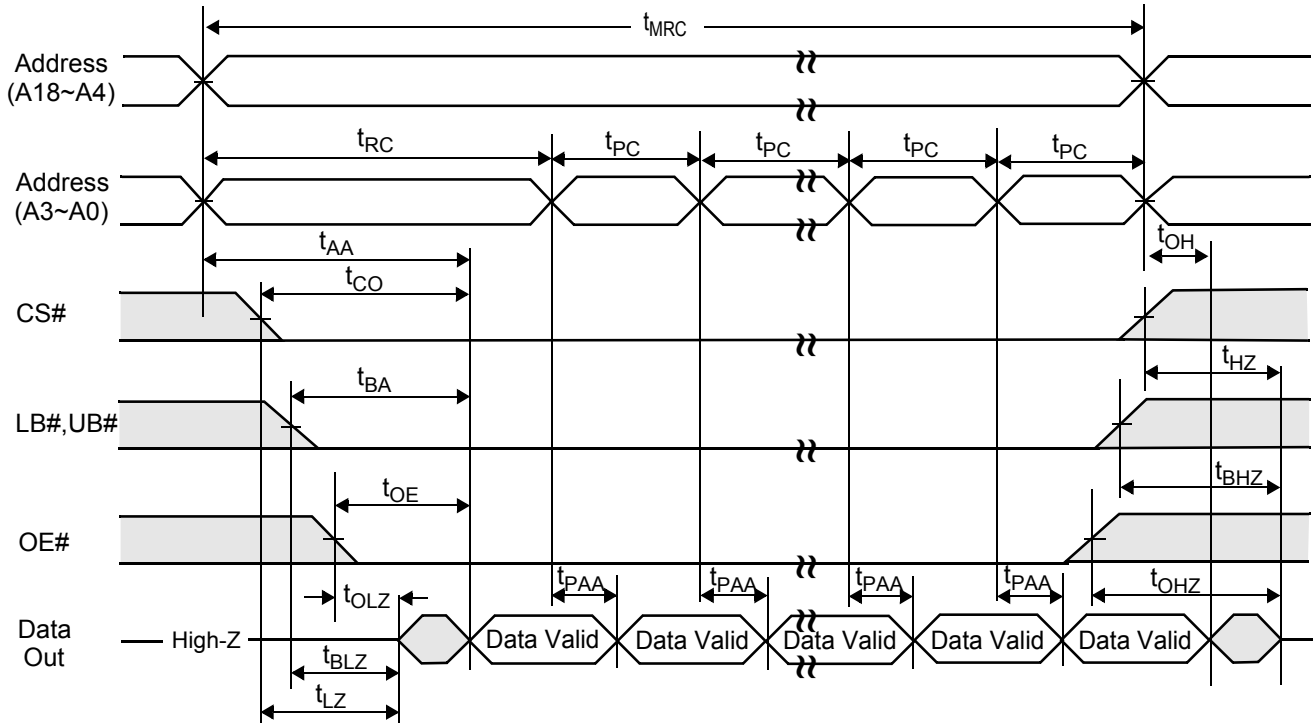 tMRC
Address
(A18~A4)
tRC tPC tPC tPC tPC
Address
(A3~A0)
tAA tOH
tCO
CS#
tBA tHZ
LB#,UB#
tOE tBHZ
OE#
tOLZ tPAA tPAA tPAA tPAA tOHZ
Data
Out
High-Z Data Valid Data Valid Data Valid Data Valid Data Valid
tBLZ
tLZ